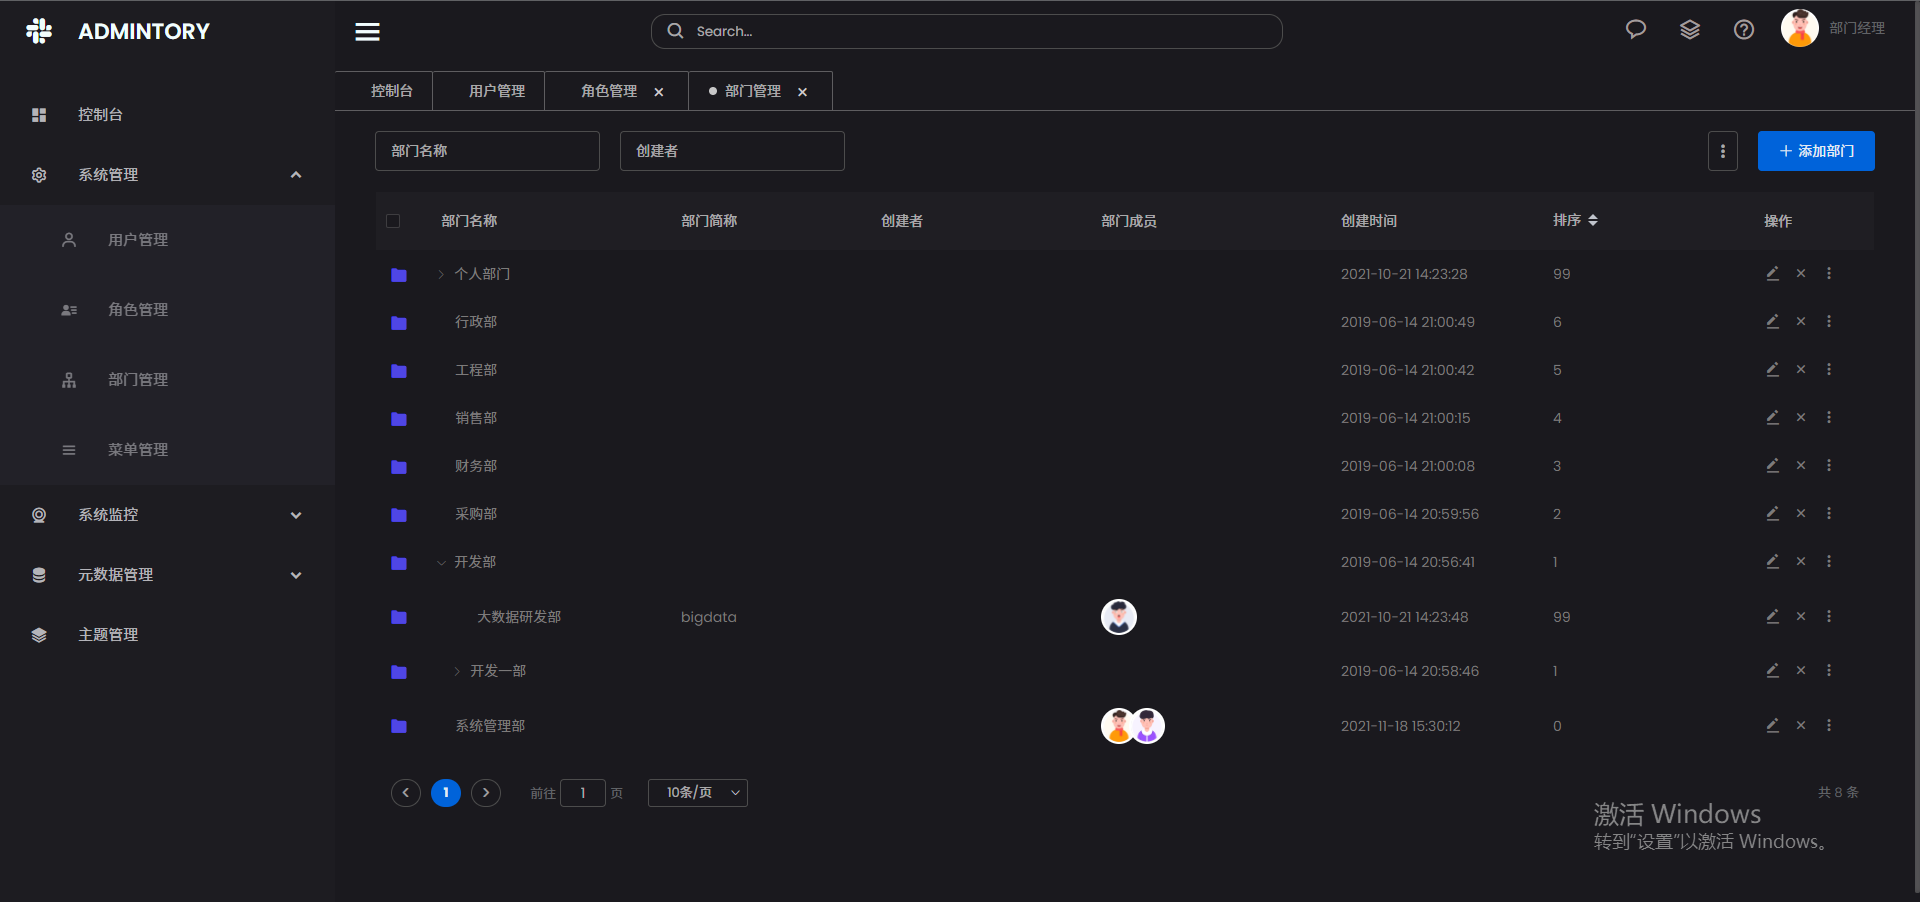 ADMINTORY
Search...
部门经理
控制台
用户管理
角色管理
部门管理
控制台
系统管理
用户管理
角色管理
部门管理
菜单管理
系统监控
元数据管理
主题管理
部门名称
创建者
添加部门
部门名称 部门简称 创建者 部门成员 创建时间 排序 操作
个人部门 2021-10-21 14:23:28 99
行政部 2019-06-14 21:00:49 6
工程部 2019-06-14 21:00:42 5
销售部 2019-06-14 21:00:15 4
财务部 2019-06-14 21:00:08 3
采购部 2019-06-14 20:59:56 2
开发部 2019-06-14 20:56:41 1
大数据研发部 bigdata 2021-10-21 14:23:48 99
开发一部 2019-06-14 20:58:46 1
系统管理部 2021-11-18 15:30:12 0
1 前往 1 页 10条/页 共 8 条
激活 Windows
转到“设置”以激活 Windows。